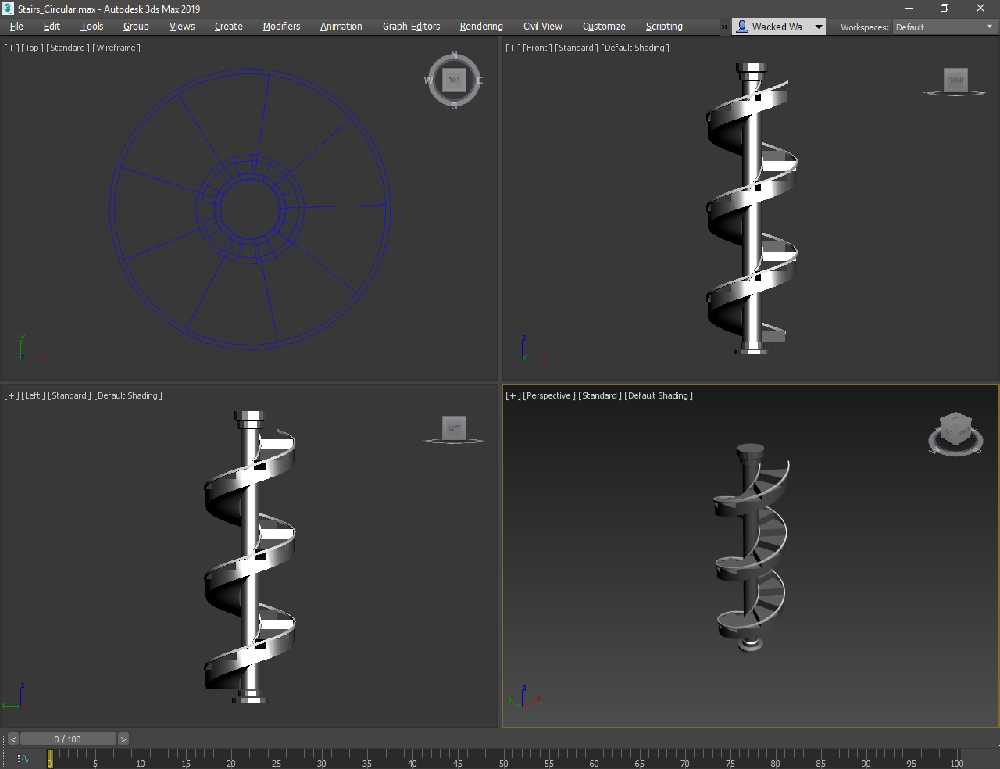 Stairs_Circular.max - Autodesk 3ds Max 2019
File Edit Tools Group Views Create Modifiers Animation Graph Editors Rendering Civil View Customize Scripting » Wacked Wa Workspaces: Default
[+] [Top] [Standard] [Wireframe]
N
W TOP E
S
[+] [Front] [Standard] [Default Shading]
FRONT
[+] [Left] [Standard] [Default Shading]
LEFT
[+] [Perspective] [Standard] [Default Shading]
< 0 / 100 >
0 5 10 15 20 25 30 35 40 45 50 55 60 65 70 75 80 85 90 95 100